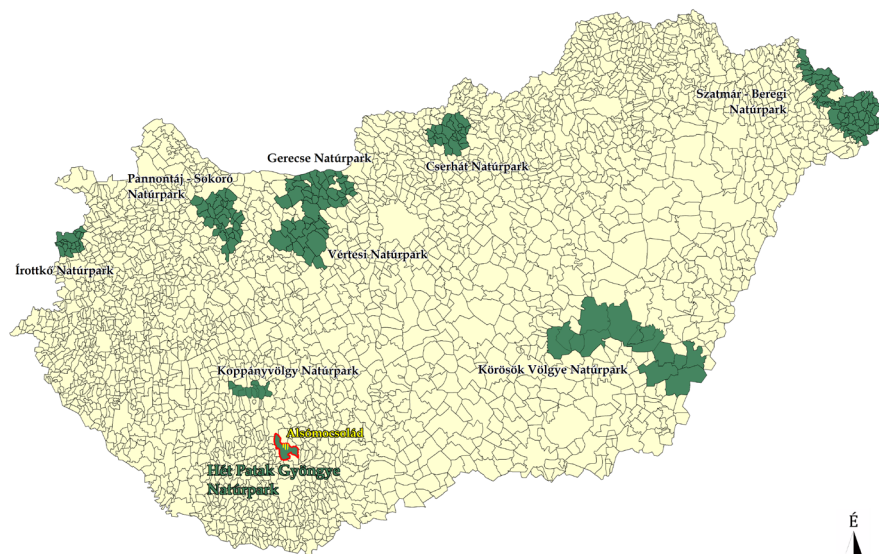 Szatmár - Beregi
Natúrpark
Cserhát Natúrpark
Gerecse Natúrpark
Pannontáj - Sokoró
Natúrpark
Vértesi Natúrpark
Írottkő Natúrpark
Koppányvölgy Natúrpark
Körösök Völgye Natúrpark
Alsómocsolád
Hét Patak Gyöngye
Natúrpark
É